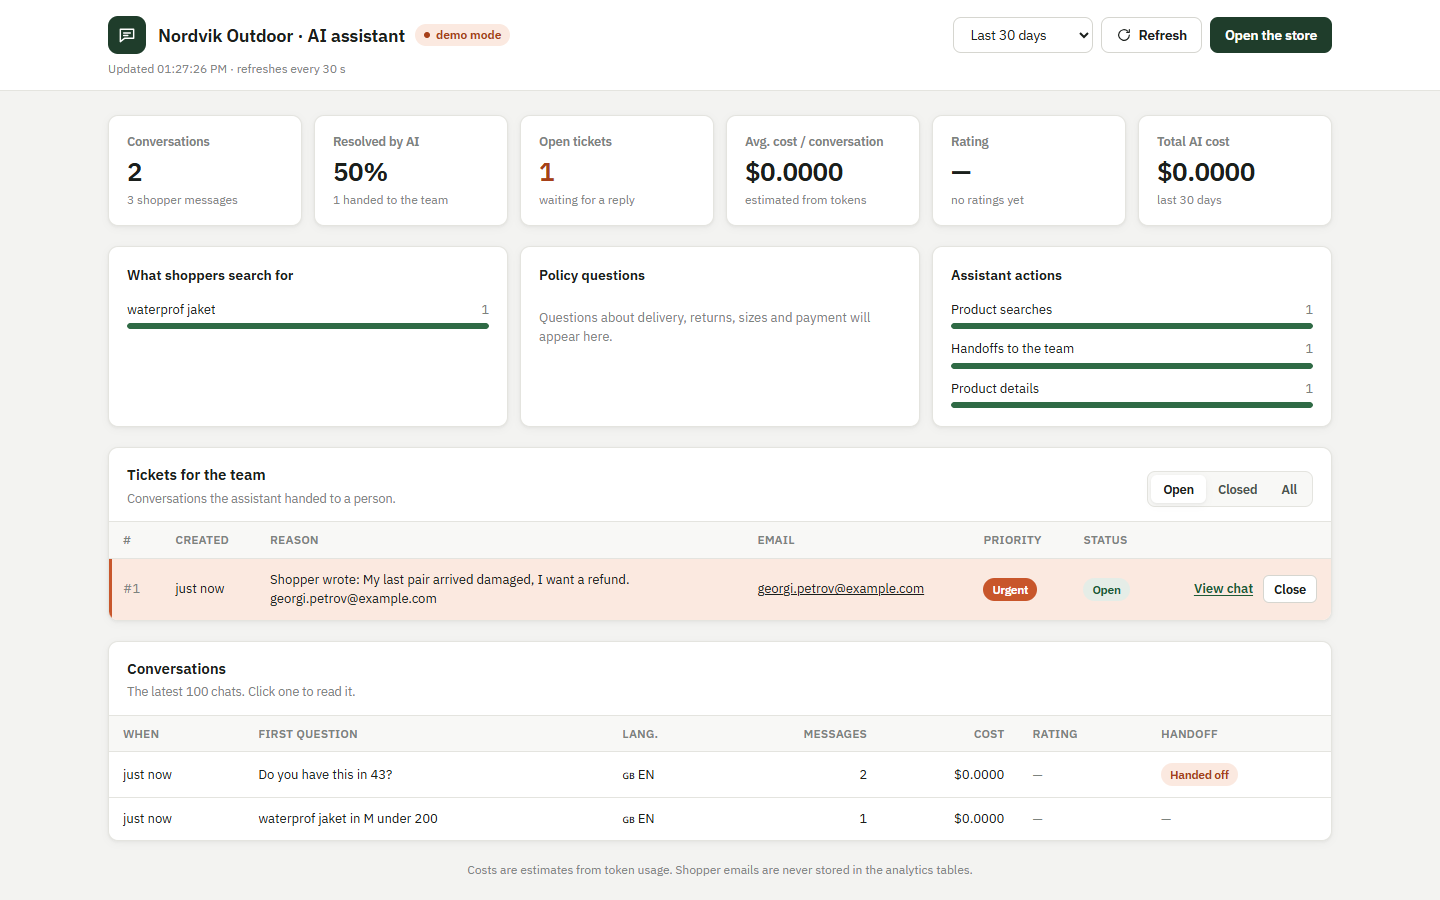 Nordvik Outdoor · AI assistant
demo mode
Last 30 days
Refresh
Open the store
Updated 01:27:26 PM · refreshes every 30 s
Conversations
2
3 shopper messages
Resolved by AI
50%
1 handed to the team
Open tickets
1
waiting for a reply
Avg. cost / conversation
$0.0000
estimated from tokens
Rating
—
no ratings yet
Total AI cost
$0.0000
last 30 days
What shoppers search for
waterprof jaket 1
Policy questions
Questions about delivery, returns, sizes and payment will
appear here.
Assistant actions
Product searches 1
Handoffs to the team 1
Product details 1
Tickets for the team
Conversations the assistant handed to a person.
Open Closed All
# CREATED REASON EMAIL PRIORITY STATUS
#1 just now Shopper wrote: My last pair arrived damaged, I want a refund.
georgi.petrov@example.com
georgi.petrov@example.com Urgent Open View chat Close
Conversations
The latest 100 chats. Click one to read it.
WHEN FIRST QUESTION LANG. MESSAGES COST RATING HANDOFF
just now Do you have this in 43? GB EN 2 $0.0000 — Handed off
just now waterprof jaket in M under 200 GB EN 1 $0.0000 — —
Costs are estimates from token usage. Shopper emails are never stored in the analytics tables.